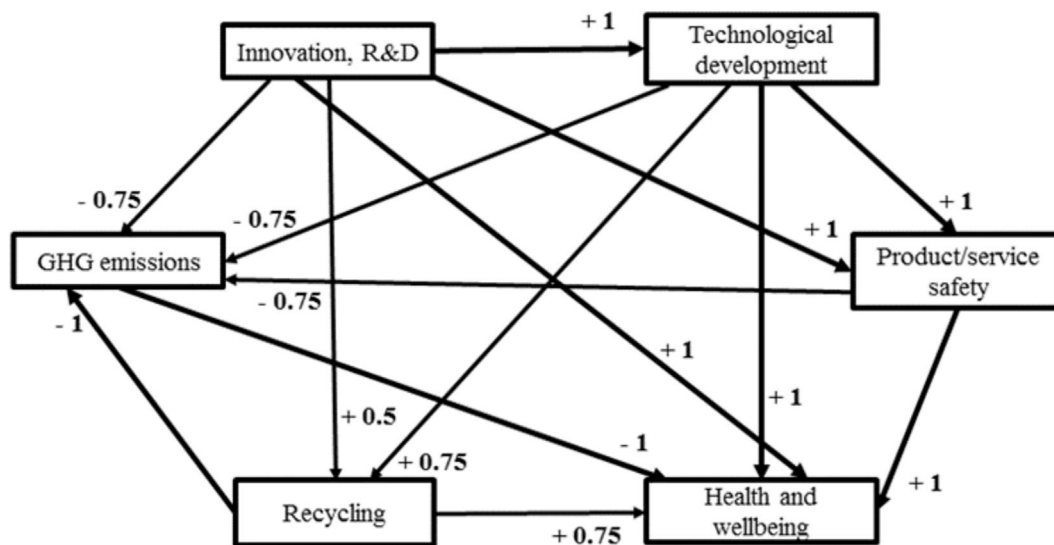 + 1
Innovation, R&D
Technological
development
- 0.75
- 0.75
+ 1
+ 1
GHG emissions
Product/service
safety
- 0.75
- 1
+ 1
+ 1
+ 0.5
- 1
+ 0.75
+ 1
Recycling
Health and
wellbeing
+ 0.75